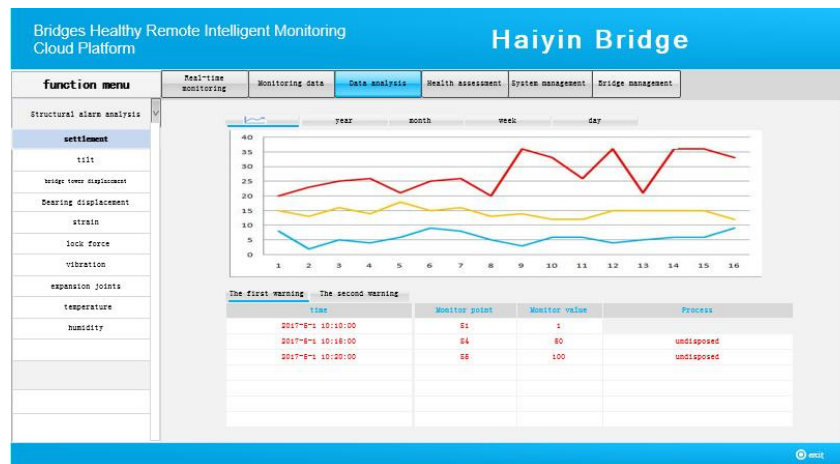 Bridges Healthy Remote Intelligent Monitoring
Cloud Platform
Haiyin Bridge
function menu
Real-time
monitoring
Monitoring data
Data analysis
Health assessment
System management
Bridge management
Structural alarm analysis
settlement
tilt
bridge tower displacement
Bearing displacement
strain
lock force
vibration
expansion joints
temperature
humidity
year month week day
40
35
30
25
20
15
10
5
0
1 2 3 4 5 6 7 8 9 10 11 12 13 14 15 16
The first warning The second warning
time Monitor point Monitor value Process
2017-5-1 10:10:00 S1 1
2017-5-1 10:15:00 S4 50 undisposed
2017-5-1 10:20:00 S5 100 undisposed
exit